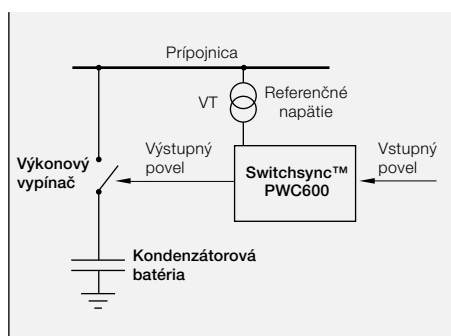 Prípojnica
VT
Referenčné
napätie
Výkonový
vypínač
Výstupný
povel
Switchsync™
PWC600
Vstupný
povel
Kondenzátorová
batéria